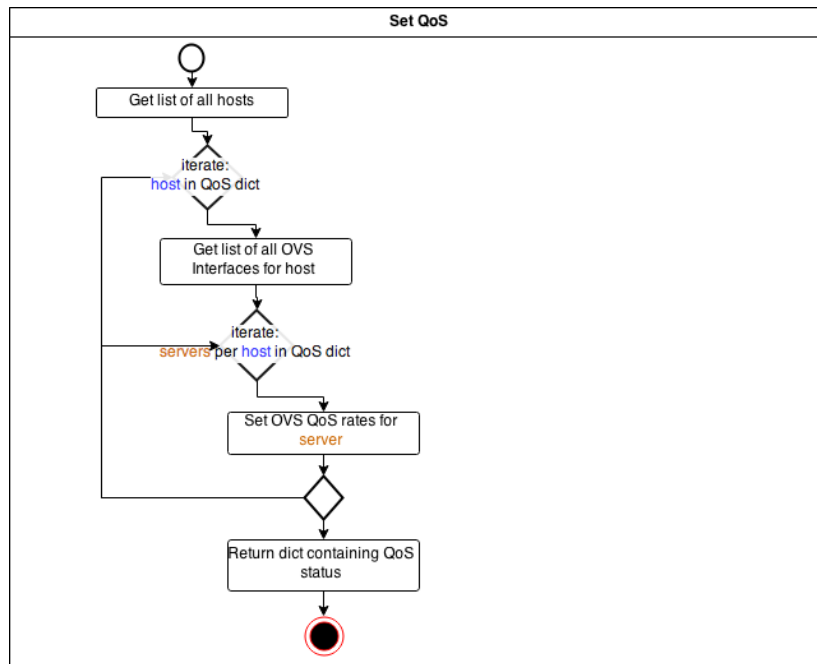 Set QoS
Get list of all hosts
iterate:
host in QoS dict
Get list of all OVS
Interfaces for host
iterate:
servers per host in QoS dict
Set OVS QoS rates for
server
Return dict containing QoS
status